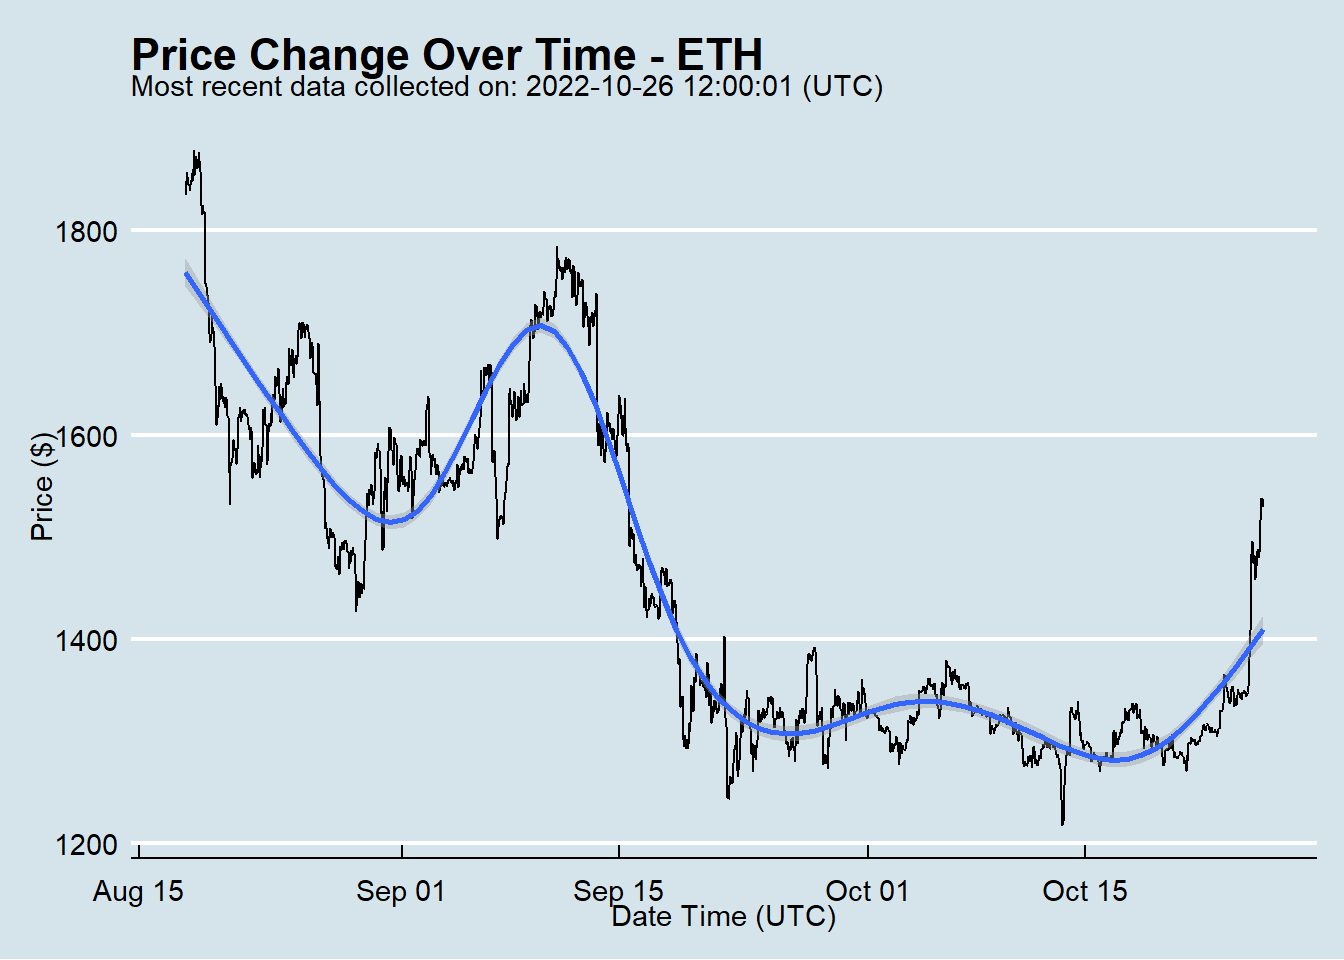 Price Change Over Time - ETH
Most recent data collected on: 2022-10-26 12:00:01 (UTC)
Price ($)
1800
1600
1400
1200
Aug 15 Sep 01 Sep 15 Oct 01 Oct 15
Date Time (UTC)